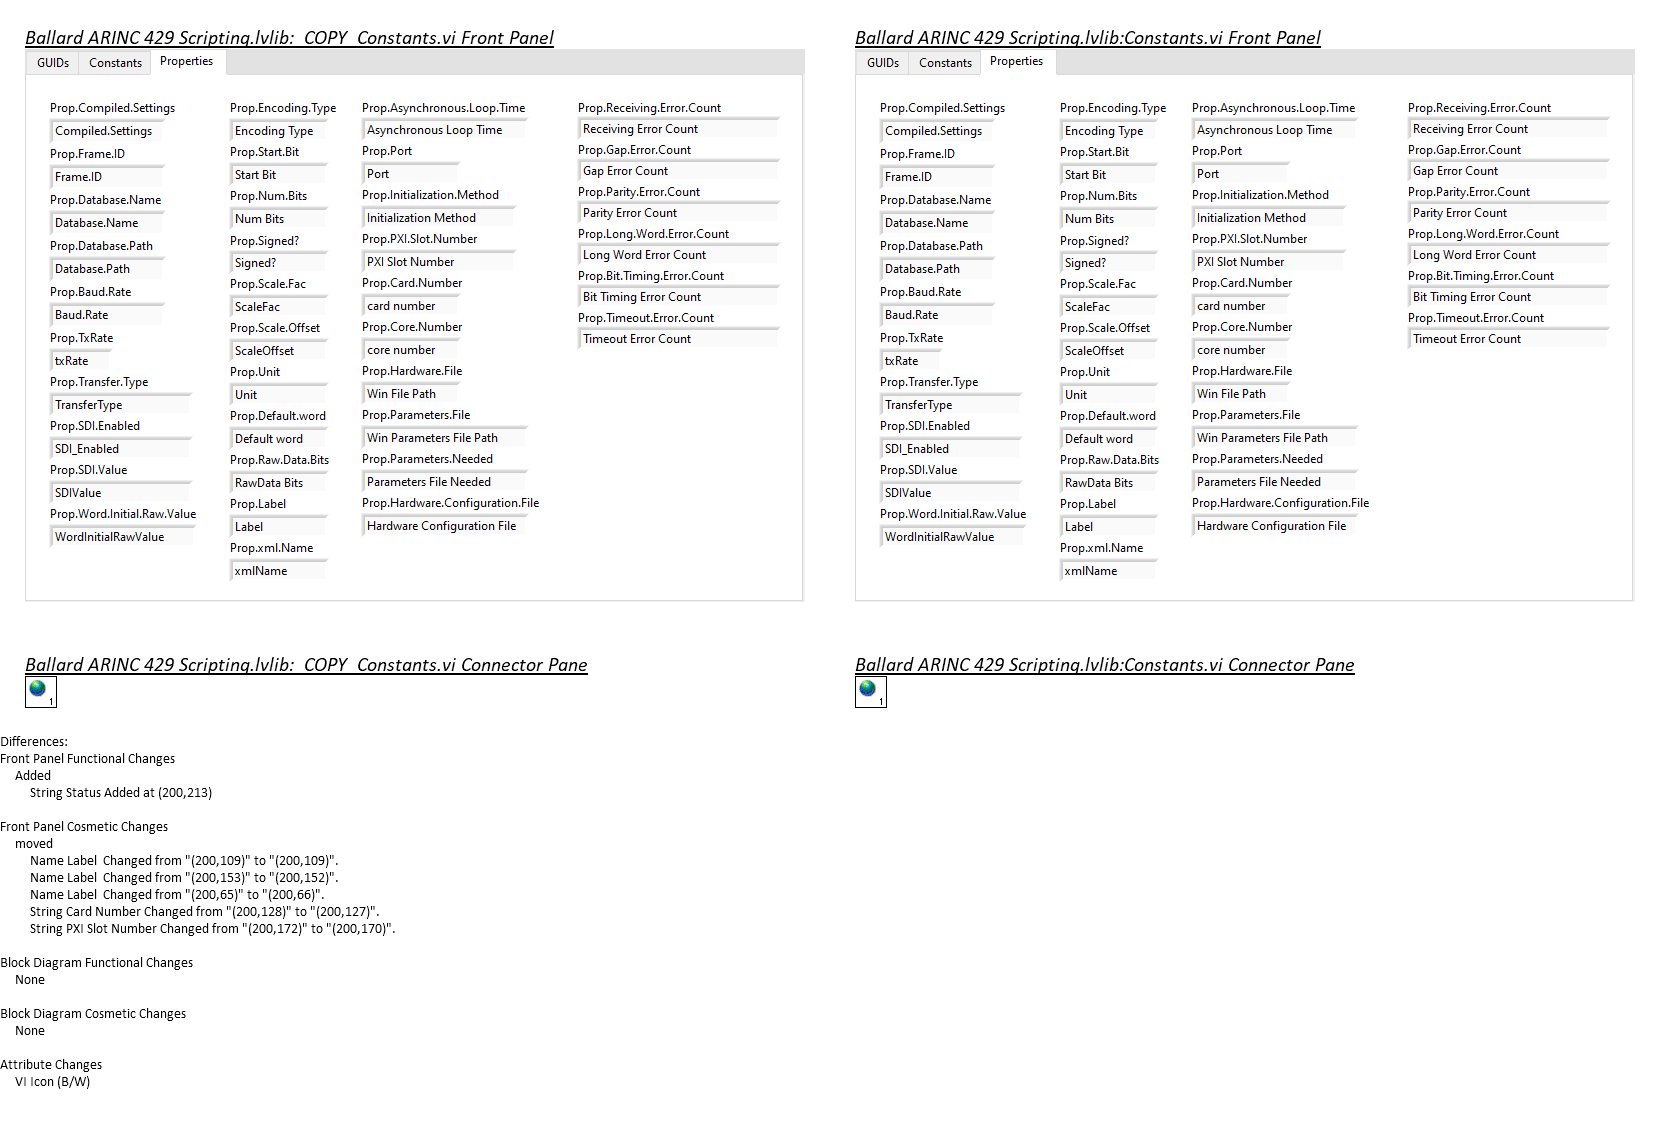 Ballard ARINC 429 Scripting.lvlib:_COPY_Constants.vi Front Panel
GUIDs Constants Properties
Prop.Compiled.Settings
Compiled.Settings
Prop.Frame.ID
Frame.ID
Prop.Database.Name
Database.Name
Prop.Database.Path
Database.Path
Prop.Baud.Rate
Baud.Rate
Prop.TxRate
txRate
Prop.Transfer.Type
TransferType
Prop.SDI.Enabled
SDI_Enabled
Prop.SDI.Value
SDIValue
Prop.Word.Initial.Raw.Value
WordInitialRawValue
Prop.Encoding.Type
Encoding Type
Prop.Start.Bit
Start Bit
Prop.Num.Bits
Num Bits
Prop.Signed?
Signed?
Prop.Scale.Fac
ScaleFac
Prop.Scale.Offset
ScaleOffset
Prop.Unit
Unit
Prop.Default.word
Default word
Prop.Raw.Data.Bits
RawData Bits
Prop.Label
Label
Prop.xml.Name
xmlName
Prop.Asynchronous.Loop.Time
Asynchronous Loop Time
Prop.Port
Port
Prop.Initialization.Method
Initialization Method
Prop.PXI.Slot.Number
PXI Slot Number
Prop.Card.Number
card number
Prop.Core.Number
core number
Prop.Hardware.File
Win File Path
Prop.Parameters.File
Win Parameters File Path
Prop.Parameters.Needed
Parameters File Needed
Prop.Hardware.Configuration.File
Hardware Configuration File
Prop.Receiving.Error.Count
Receiving Error Count
Prop.Gap.Error.Count
Gap Error Count
Prop.Parity.Error.Count
Parity Error Count
Prop.Long.Word.Error.Count
Long Word Error Count
Prop.Bit.Timing.Error.Count
Bit Timing Error Count
Prop.Timeout.Error.Count
Timeout Error Count
Ballard ARINC 429 Scripting.lvlib:Constants.vi Front Panel
GUIDs Constants Properties
Prop.Compiled.Settings
Compiled.Settings
Prop.Frame.ID
Frame.ID
Prop.Database.Name
Database.Name
Prop.Database.Path
Database.Path
Prop.Baud.Rate
Baud.Rate
Prop.TxRate
txRate
Prop.Transfer.Type
TransferType
Prop.SDI.Enabled
SDI_Enabled
Prop.SDI.Value
SDIValue
Prop.Word.Initial.Raw.Value
WordInitialRawValue
Prop.Encoding.Type
Encoding Type
Prop.Start.Bit
Start Bit
Prop.Num.Bits
Num Bits
Prop.Signed?
Signed?
Prop.Scale.Fac
ScaleFac
Prop.Scale.Offset
ScaleOffset
Prop.Unit
Unit
Prop.Default.word
Default word
Prop.Raw.Data.Bits
RawData Bits
Prop.Label
Label
Prop.xml.Name
xmlName
Prop.Asynchronous.Loop.Time
Asynchronous Loop Time
Prop.Port
Port
Prop.Initialization.Method
Initialization Method
Prop.PXI.Slot.Number
PXI Slot Number
Prop.Card.Number
card number
Prop.Core.Number
core number
Prop.Hardware.File
Win File Path
Prop.Parameters.File
Win Parameters File Path
Prop.Parameters.Needed
Parameters File Needed
Prop.Hardware.Configuration.File
Hardware Configuration File
Prop.Receiving.Error.Count
Receiving Error Count
Prop.Gap.Error.Count
Gap Error Count
Prop.Parity.Error.Count
Parity Error Count
Prop.Long.Word.Error.Count
Long Word Error Count
Prop.Bit.Timing.Error.Count
Bit Timing Error Count
Prop.Timeout.Error.Count
Timeout Error Count
Ballard ARINC 429 Scripting.lvlib:_COPY_Constants.vi Connector Pane
1
Ballard ARINC 429 Scripting.lvlib:Constants.vi Connector Pane
1
Differences:
Front Panel Functional Changes
Added
String Status Added at (200,213)
Front Panel Cosmetic Changes
moved
Name Label Changed from "(200,109)" to "(200,109)".
Name Label Changed from "(200,153)" to "(200,152)".
Name Label Changed from "(200,65)" to "(200,66)".
String Card Number Changed from "(200,128)" to "(200,127)".
String PXI Slot Number Changed from "(200,172)" to "(200,170)".
Block Diagram Functional Changes
None
Block Diagram Cosmetic Changes
None
Attribute Changes
VI Icon (B/W)